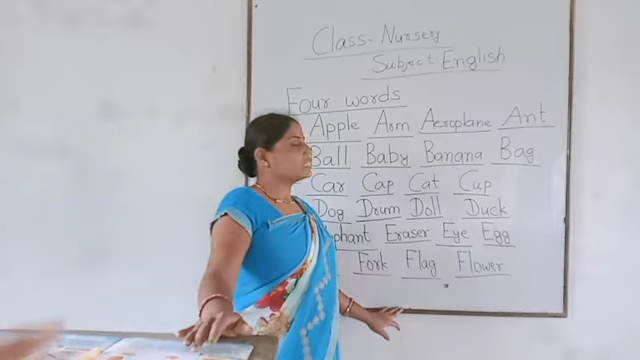 Class - Nursery
Subject: English
Four words
Apple Arm Aeroplane Ant
Ball Baby Banana Bag
Car Cap Cat Cup
Dog Drum Doll Duck
Eraser Eye Egg
Fork Flag Flower